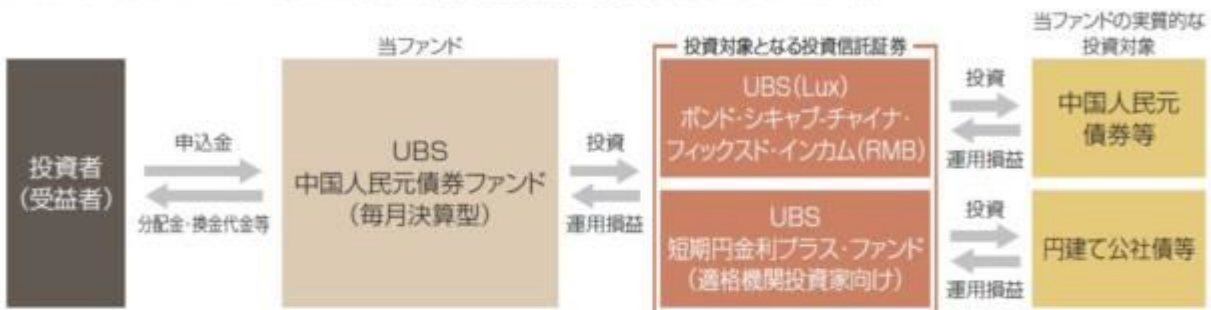 当ファンド
投資対象となる投資信託証券
当ファンドの実質的な
投資対象
投資者
(受益者)
申込金
分配金・換金代金等
UBS
中国人民元債券ファンド
(毎月決算型)
投資
運用損益
UBS(Lux)
ボンド・シキャブ-チャイナ・
フィックスド・インカム(RMB)
投資
運用損益
中国人民元
債券等
UBS
短期円金利プラス・ファンド
(適格機関投資家向け)
投資
運用損益
円建て公社債等